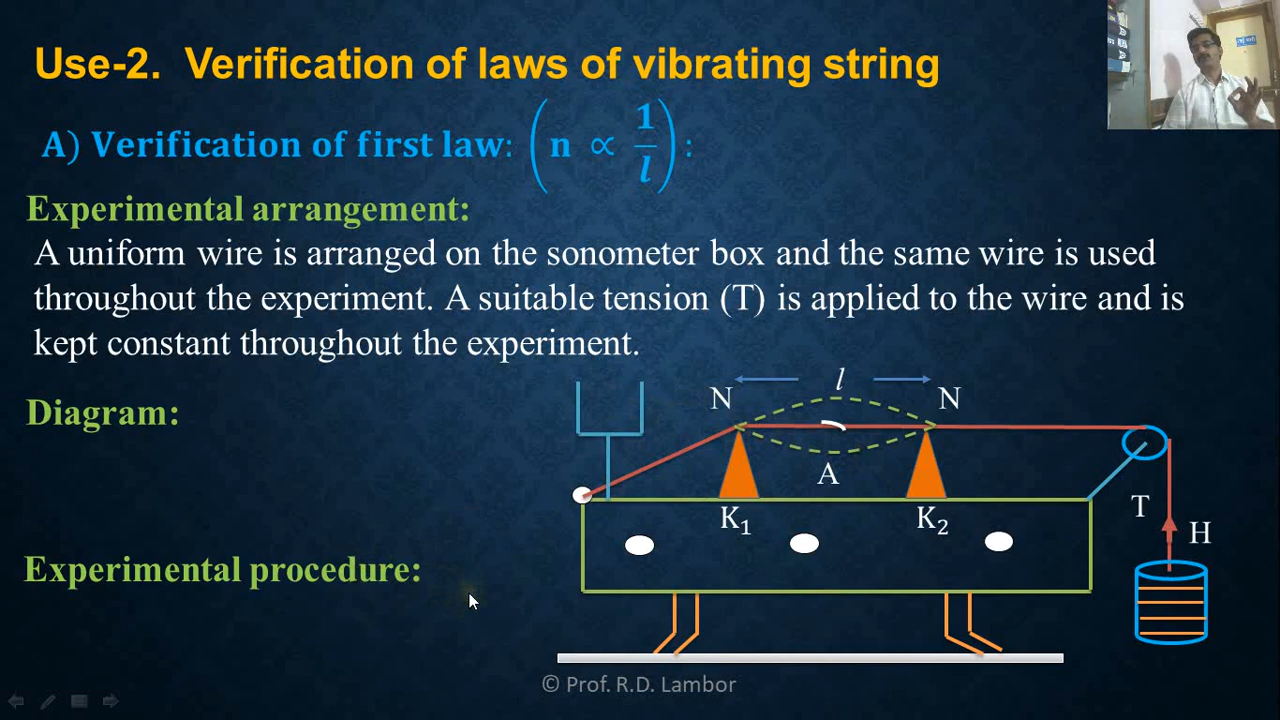 Use-2. Verification of laws of vibrating string
A) Verification of first law: (n ∝ 1/l) :
Experimental arrangement:
A uniform wire is arranged on the sonometer box and the same wire is used
throughout the experiment. A suitable tension (T) is applied to the wire and is
kept constant throughout the experiment.
Diagram:
N l N
A
K₁ K₂
T
H
Experimental procedure:
© Prof. R.D. Lambor